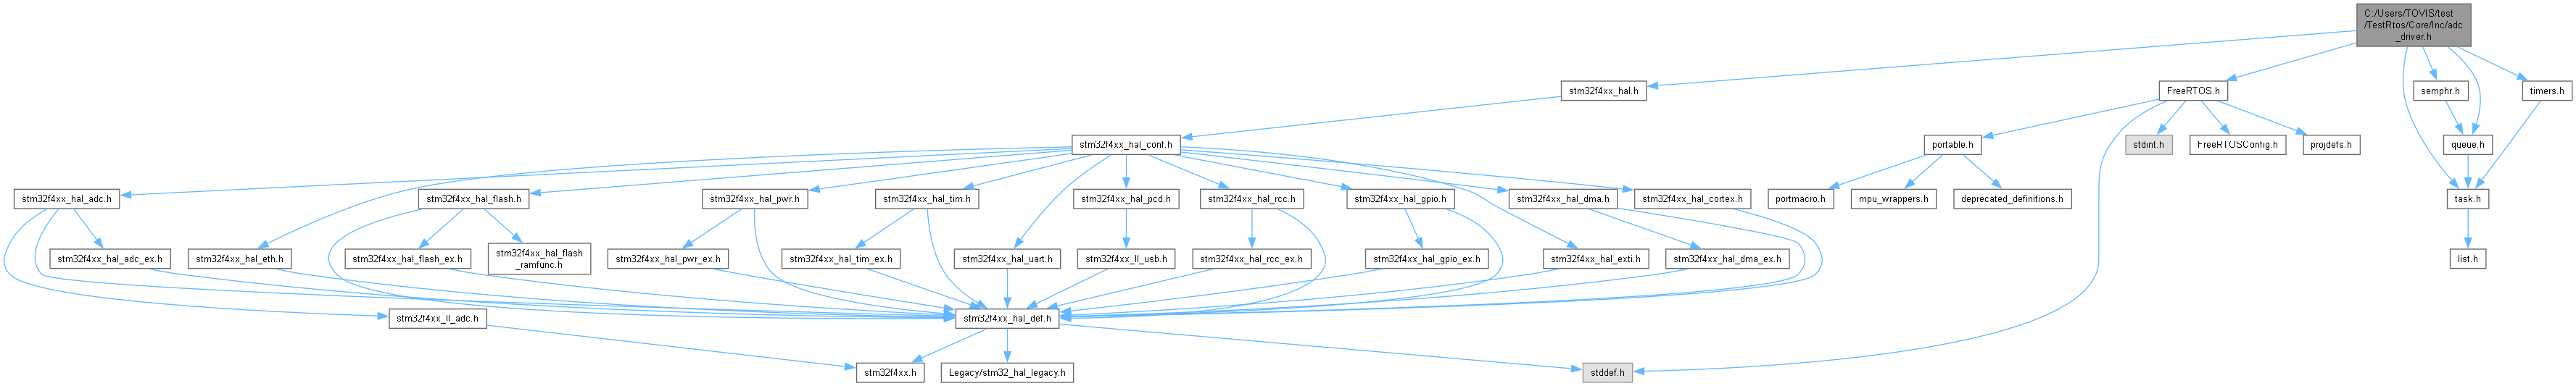 C:/Users/TOVIS/test
/TestRtos/Core/Inc/adc
_driver.h
stm32f4xx_hal.h
FreeRTOS.h
semphr.h
timers.h
stm32f4xx_hal_conf.h
portable.h
stdint.h
FreeRTOSConfig.h
projdefs.h
queue.h
stm32f4xx_hal_adc.h
stm32f4xx_hal_flash.h
stm32f4xx_hal_pwr.h
stm32f4xx_hal_tim.h
stm32f4xx_hal_pcd.h
stm32f4xx_hal_rcc.h
stm32f4xx_hal_gpio.h
stm32f4xx_hal_dma.h
stm32f4xx_hal_cortex.h
portmacro.h
mpu_wrappers.h
deprecated_definitions.h
task.h
stm32f4xx_hal_adc_ex.h
stm32f4xx_hal_eth.h
stm32f4xx_hal_flash_ex.h
stm32f4xx_hal_flash
_ramfunc.h
stm32f4xx_hal_pwr_ex.h
stm32f4xx_hal_tim_ex.h
stm32f4xx_hal_uart.h
stm32f4xx_ll_usb.h
stm32f4xx_hal_rcc_ex.h
stm32f4xx_hal_gpio_ex.h
stm32f4xx_hal_exti.h
stm32f4xx_hal_dma_ex.h
list.h
stm32f4xx_ll_adc.h
stm32f4xx_hal_def.h
stm32f4xx.h
Legacy/stm32_hal_legacy.h
stddef.h